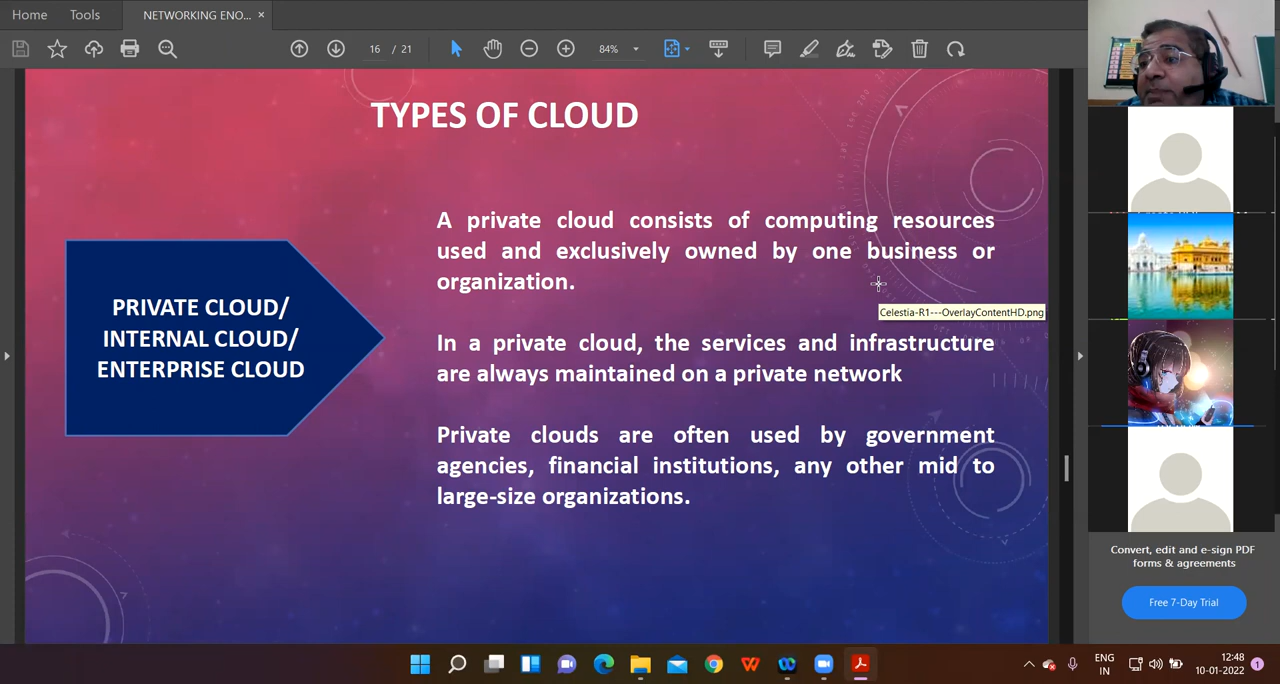 Home
Tools
NETWORKING ENO... ×
16 / 21
84%
TYPES OF CLOUD
PRIVATE CLOUD/
INTERNAL CLOUD/
ENTERPRISE CLOUD
A private cloud consists of computing resources
used and exclusively owned by one business or
organization.
Celestia-R1---OverlayContentHD.png
In a private cloud, the services and infrastructure
are always maintained on a private network
Private clouds are often used by government
agencies, financial institutions, any other mid to
large-size organizations.
Convert, edit and e-sign PDF
forms & agreements
Free 7-Day Trial
ENG
IN
12:48
10-01-2022
1